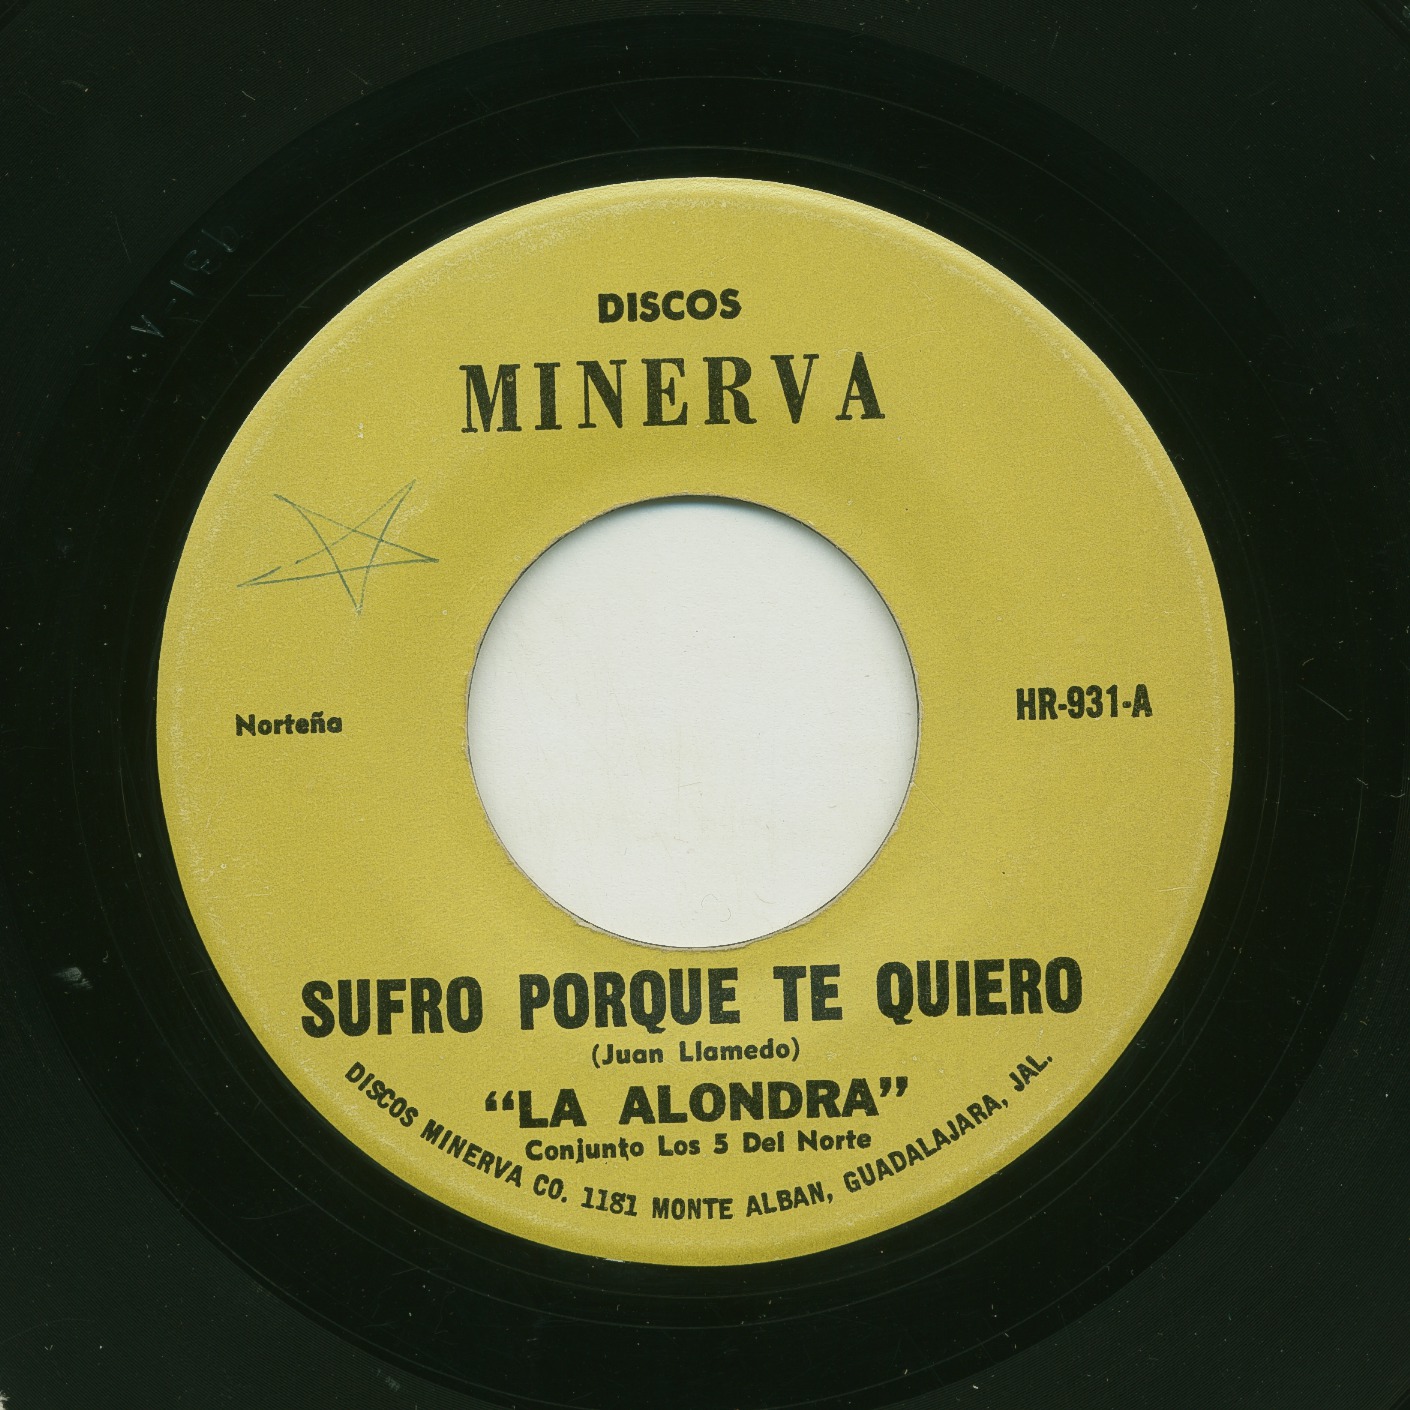 DISCOS
MINERVA
Norteña
HR-931-A
SUFRO PORQUE TE QUIERO
(Juan Llamedo)
"LA ALONDRA"
Conjunto Los 5 Del Norte
DISCOS MINERVA CO. 1181 MONTE ALBAN, GUADALAJARA, JAL.